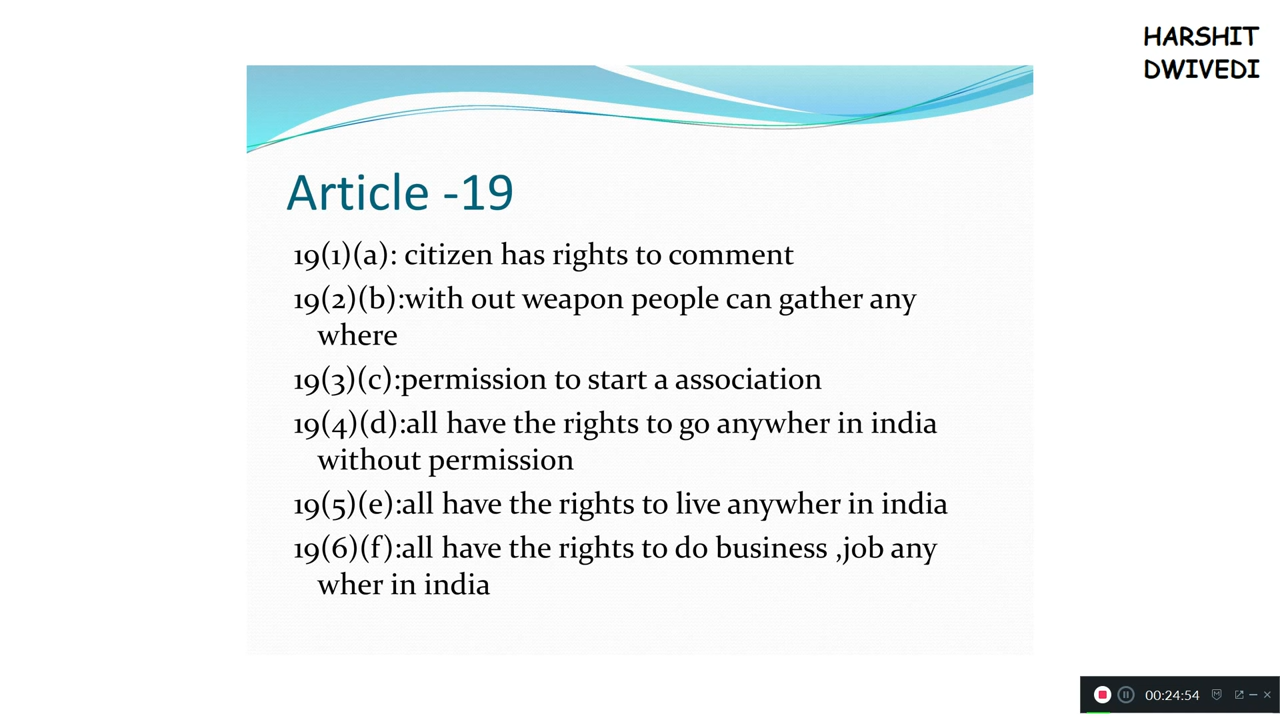 HARSHIT
DWIVEDI
Article -19
19(1)(a): citizen has rights to comment
19(2)(b):with out weapon people can gather any
where
19(3)(c):permission to start a association
19(4)(d):all have the rights to go anywher in india
without permission
19(5)(e):all have the rights to live anywher in india
19(6)(f):all have the rights to do business ,job any
wher in india
00:24:54